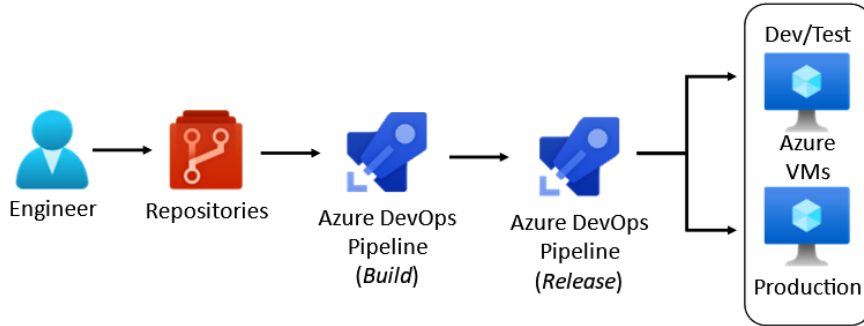 Engineer
Repositories
Azure DevOps
Pipeline
(Build)
Azure DevOps
Pipeline
(Release)
Dev/Test
Azure
VMs
Production